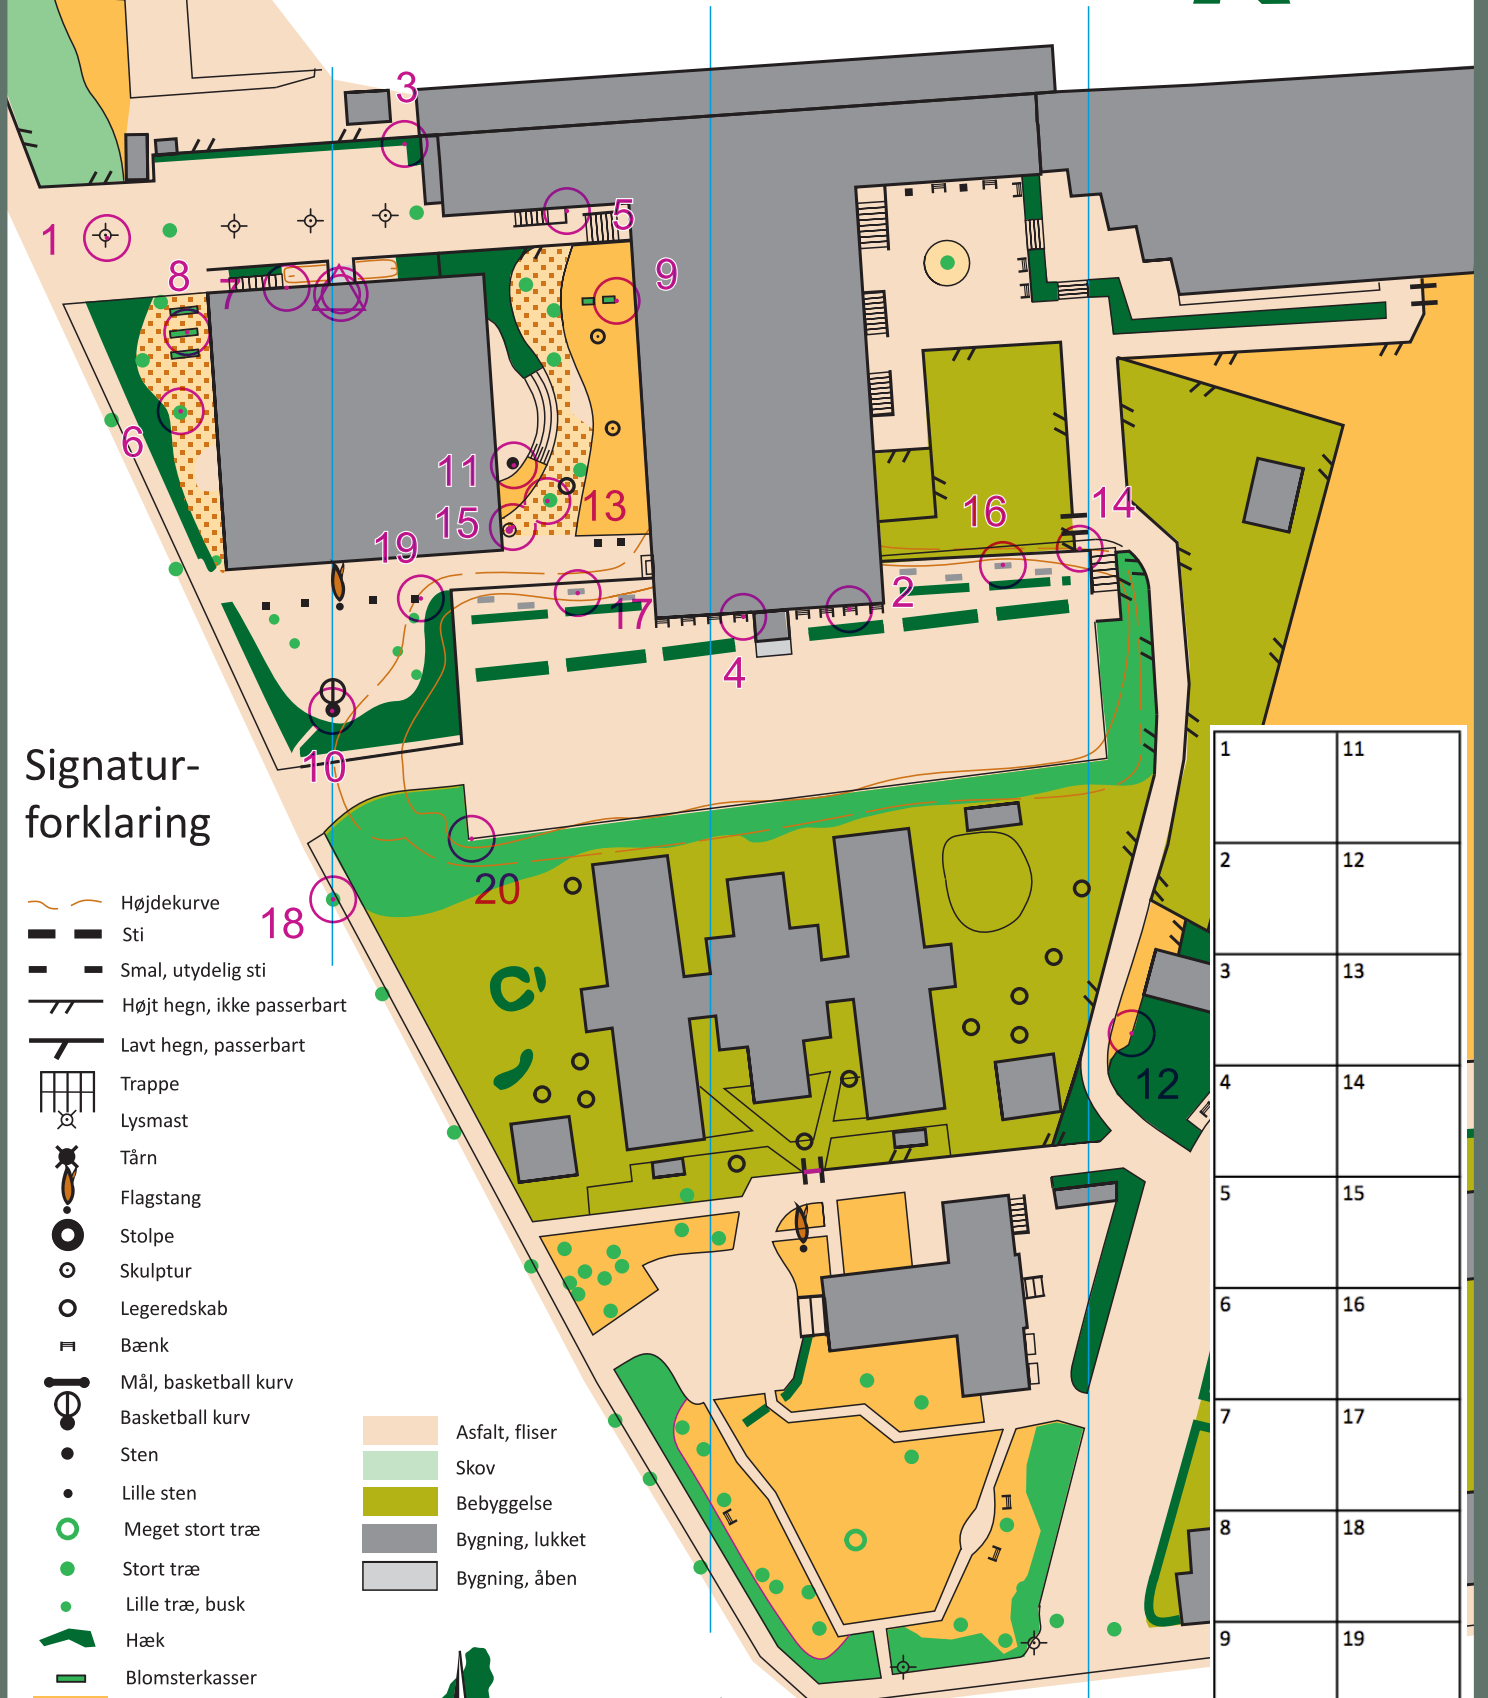 3
1
5
8
7
9
6
11
13
15
19
16
14
17
2
4
10
20
18
12
Signatur-
forklaring
Højdekurve
Sti
Smal, utydelig sti
Højt hegn, ikke passerbart
Lavt hegn, passerbart
Trappe
Lysmast
Tårn
Flagstang
Stolpe
Skulptur
Legeredskab
Bænk
Mål, basketball kurv
Basketball kurv
Sten
Lille sten
Meget stort træ
Stort træ
Lille træ, busk
Hæk
Blomsterkasser
Asfalt, fliser
Skov
Bebyggelse
Bygning, lukket
Bygning, åben
1 11
2 12
3 13
4 14
5 15
6 16
7 17
8 18
9 19